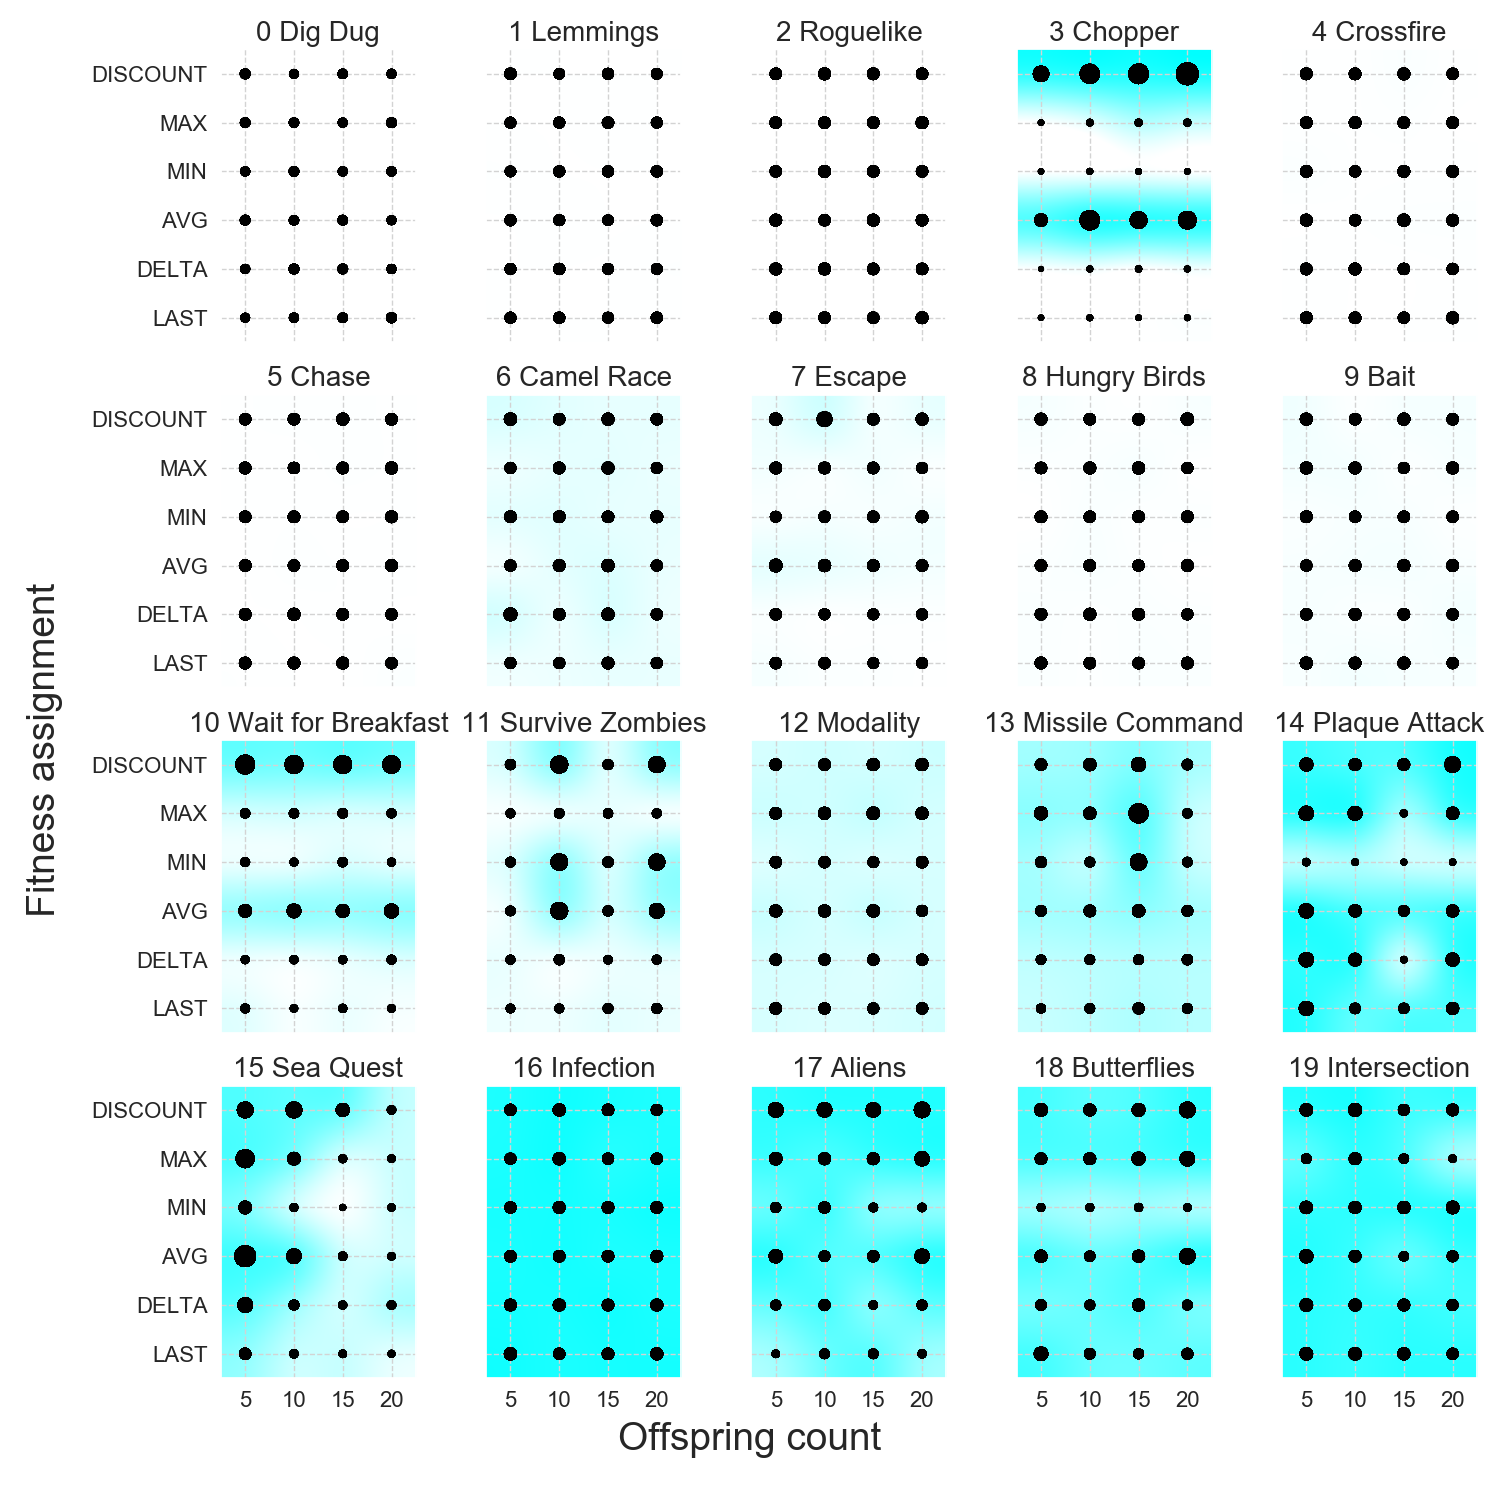 0 Dig Dug 1 Lemmings 2 Roguelike 3 Chopper 4 Crossfire
DISCOUNT
MAX
MIN
AVG
DELTA
LAST
5 Chase 6 Camel Race 7 Escape 8 Hungry Birds 9 Bait
DISCOUNT
MAX
MIN
AVG
DELTA
LAST
10 Wait for Breakfast 11 Survive Zombies 12 Modality 13 Missile Command 14 Plaque Attack
DISCOUNT
MAX
MIN
AVG
DELTA
LAST
15 Sea Quest 16 Infection 17 Aliens 18 Butterflies 19 Intersection
DISCOUNT
MAX
MIN
AVG
DELTA
LAST
5 10 15 20 5 10 15 20 5 10 15 20 5 10 15 20 5 10 15 20
Offspring count
Fitness assignment